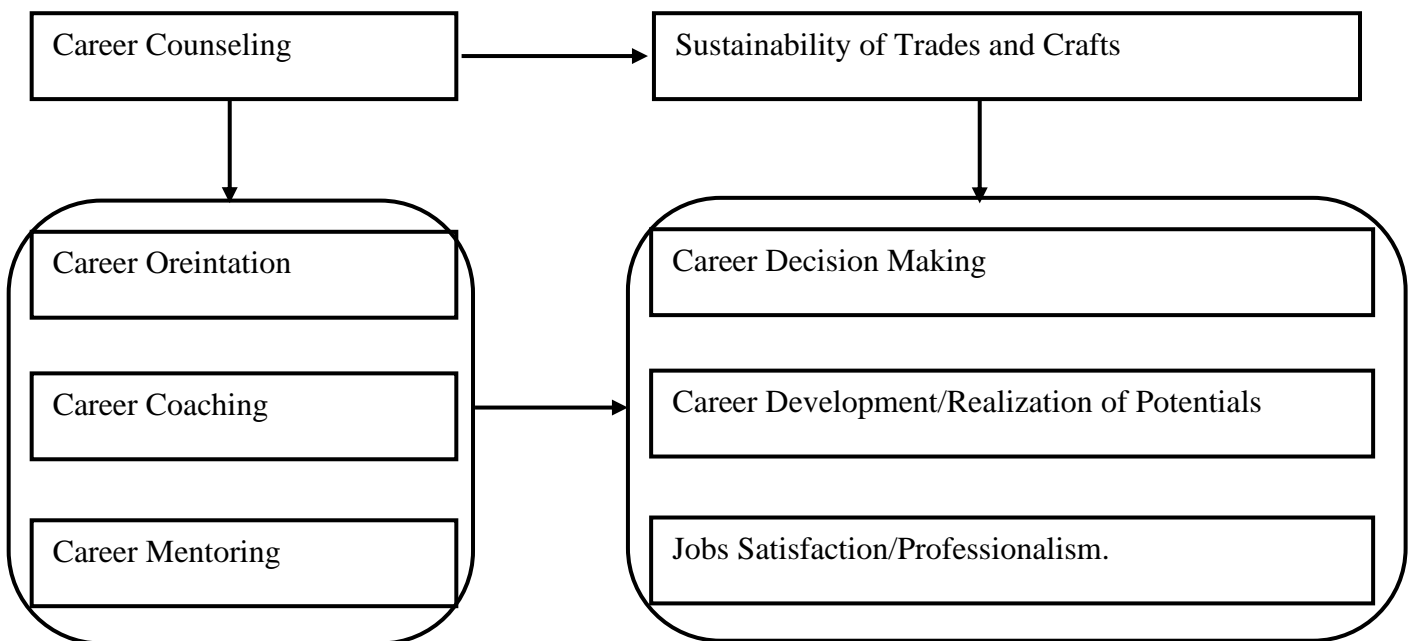 Career Counseling
Sustainability of Trades and Crafts
Career Oreintation
Career Decision Making
Career Coaching
Career Development/Realization of Potentials
Career Mentoring
Jobs Satisfaction/Professionalism.